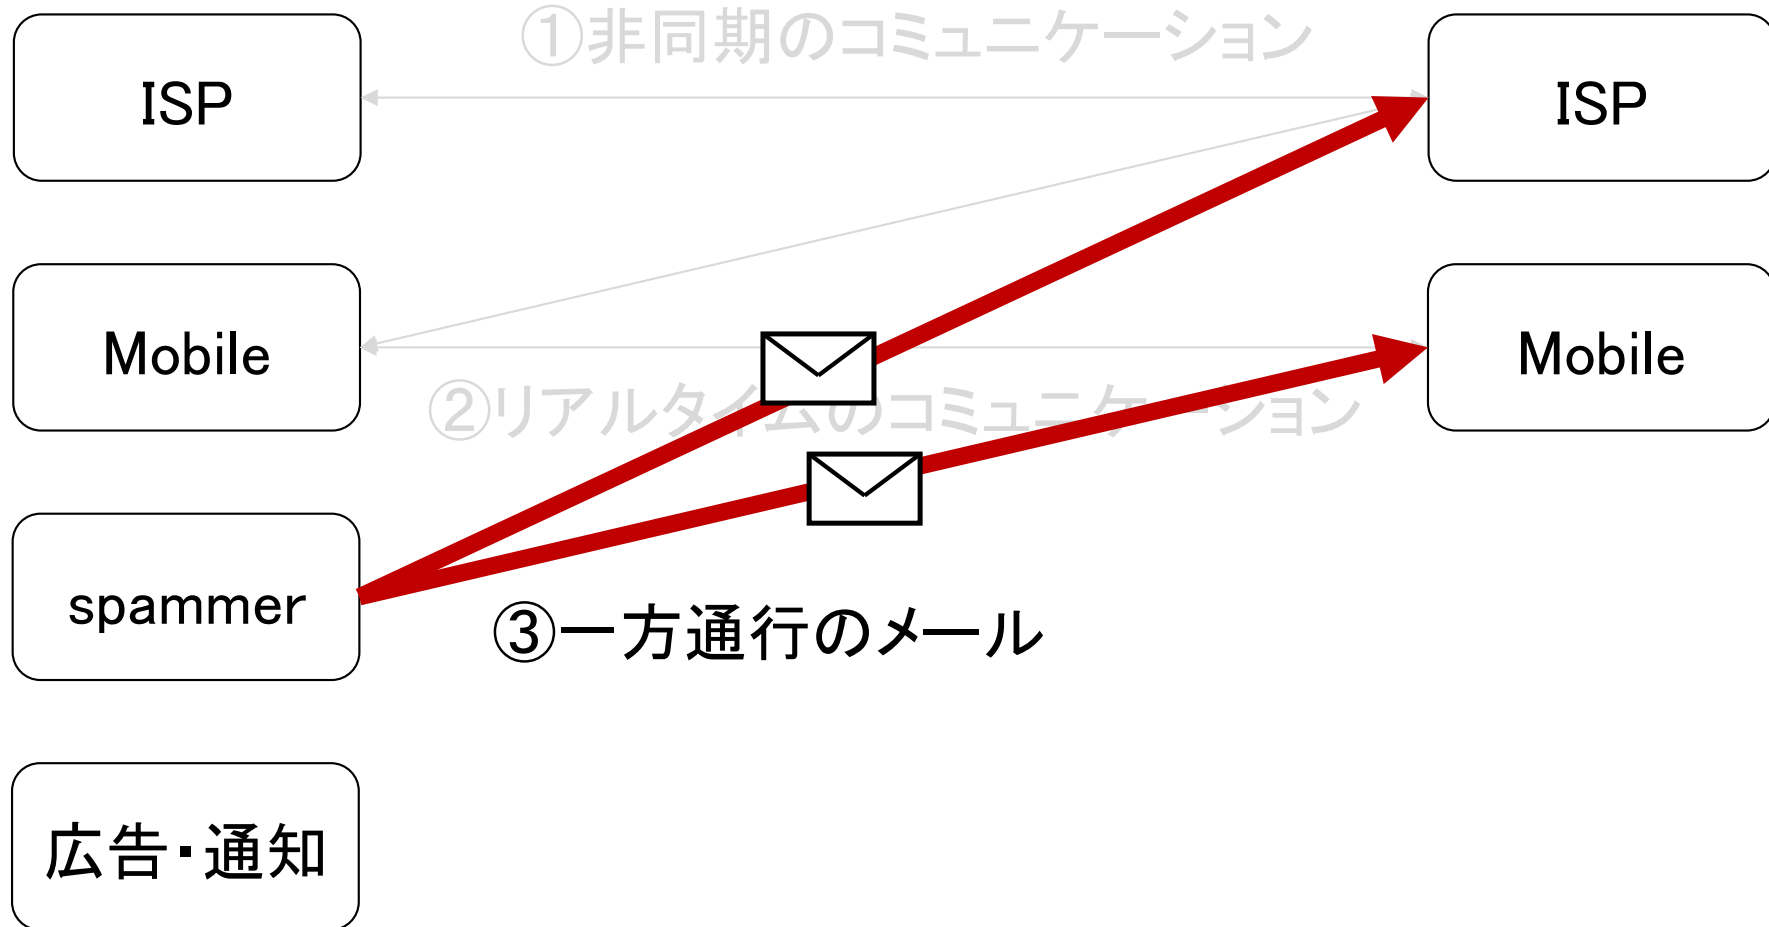 ①非同期のコミュニケーション
ISP
ISP
Mobile
Mobile
②リアルタイムのコミュニケーション
spammer
③一方通行のメール
広告・通知